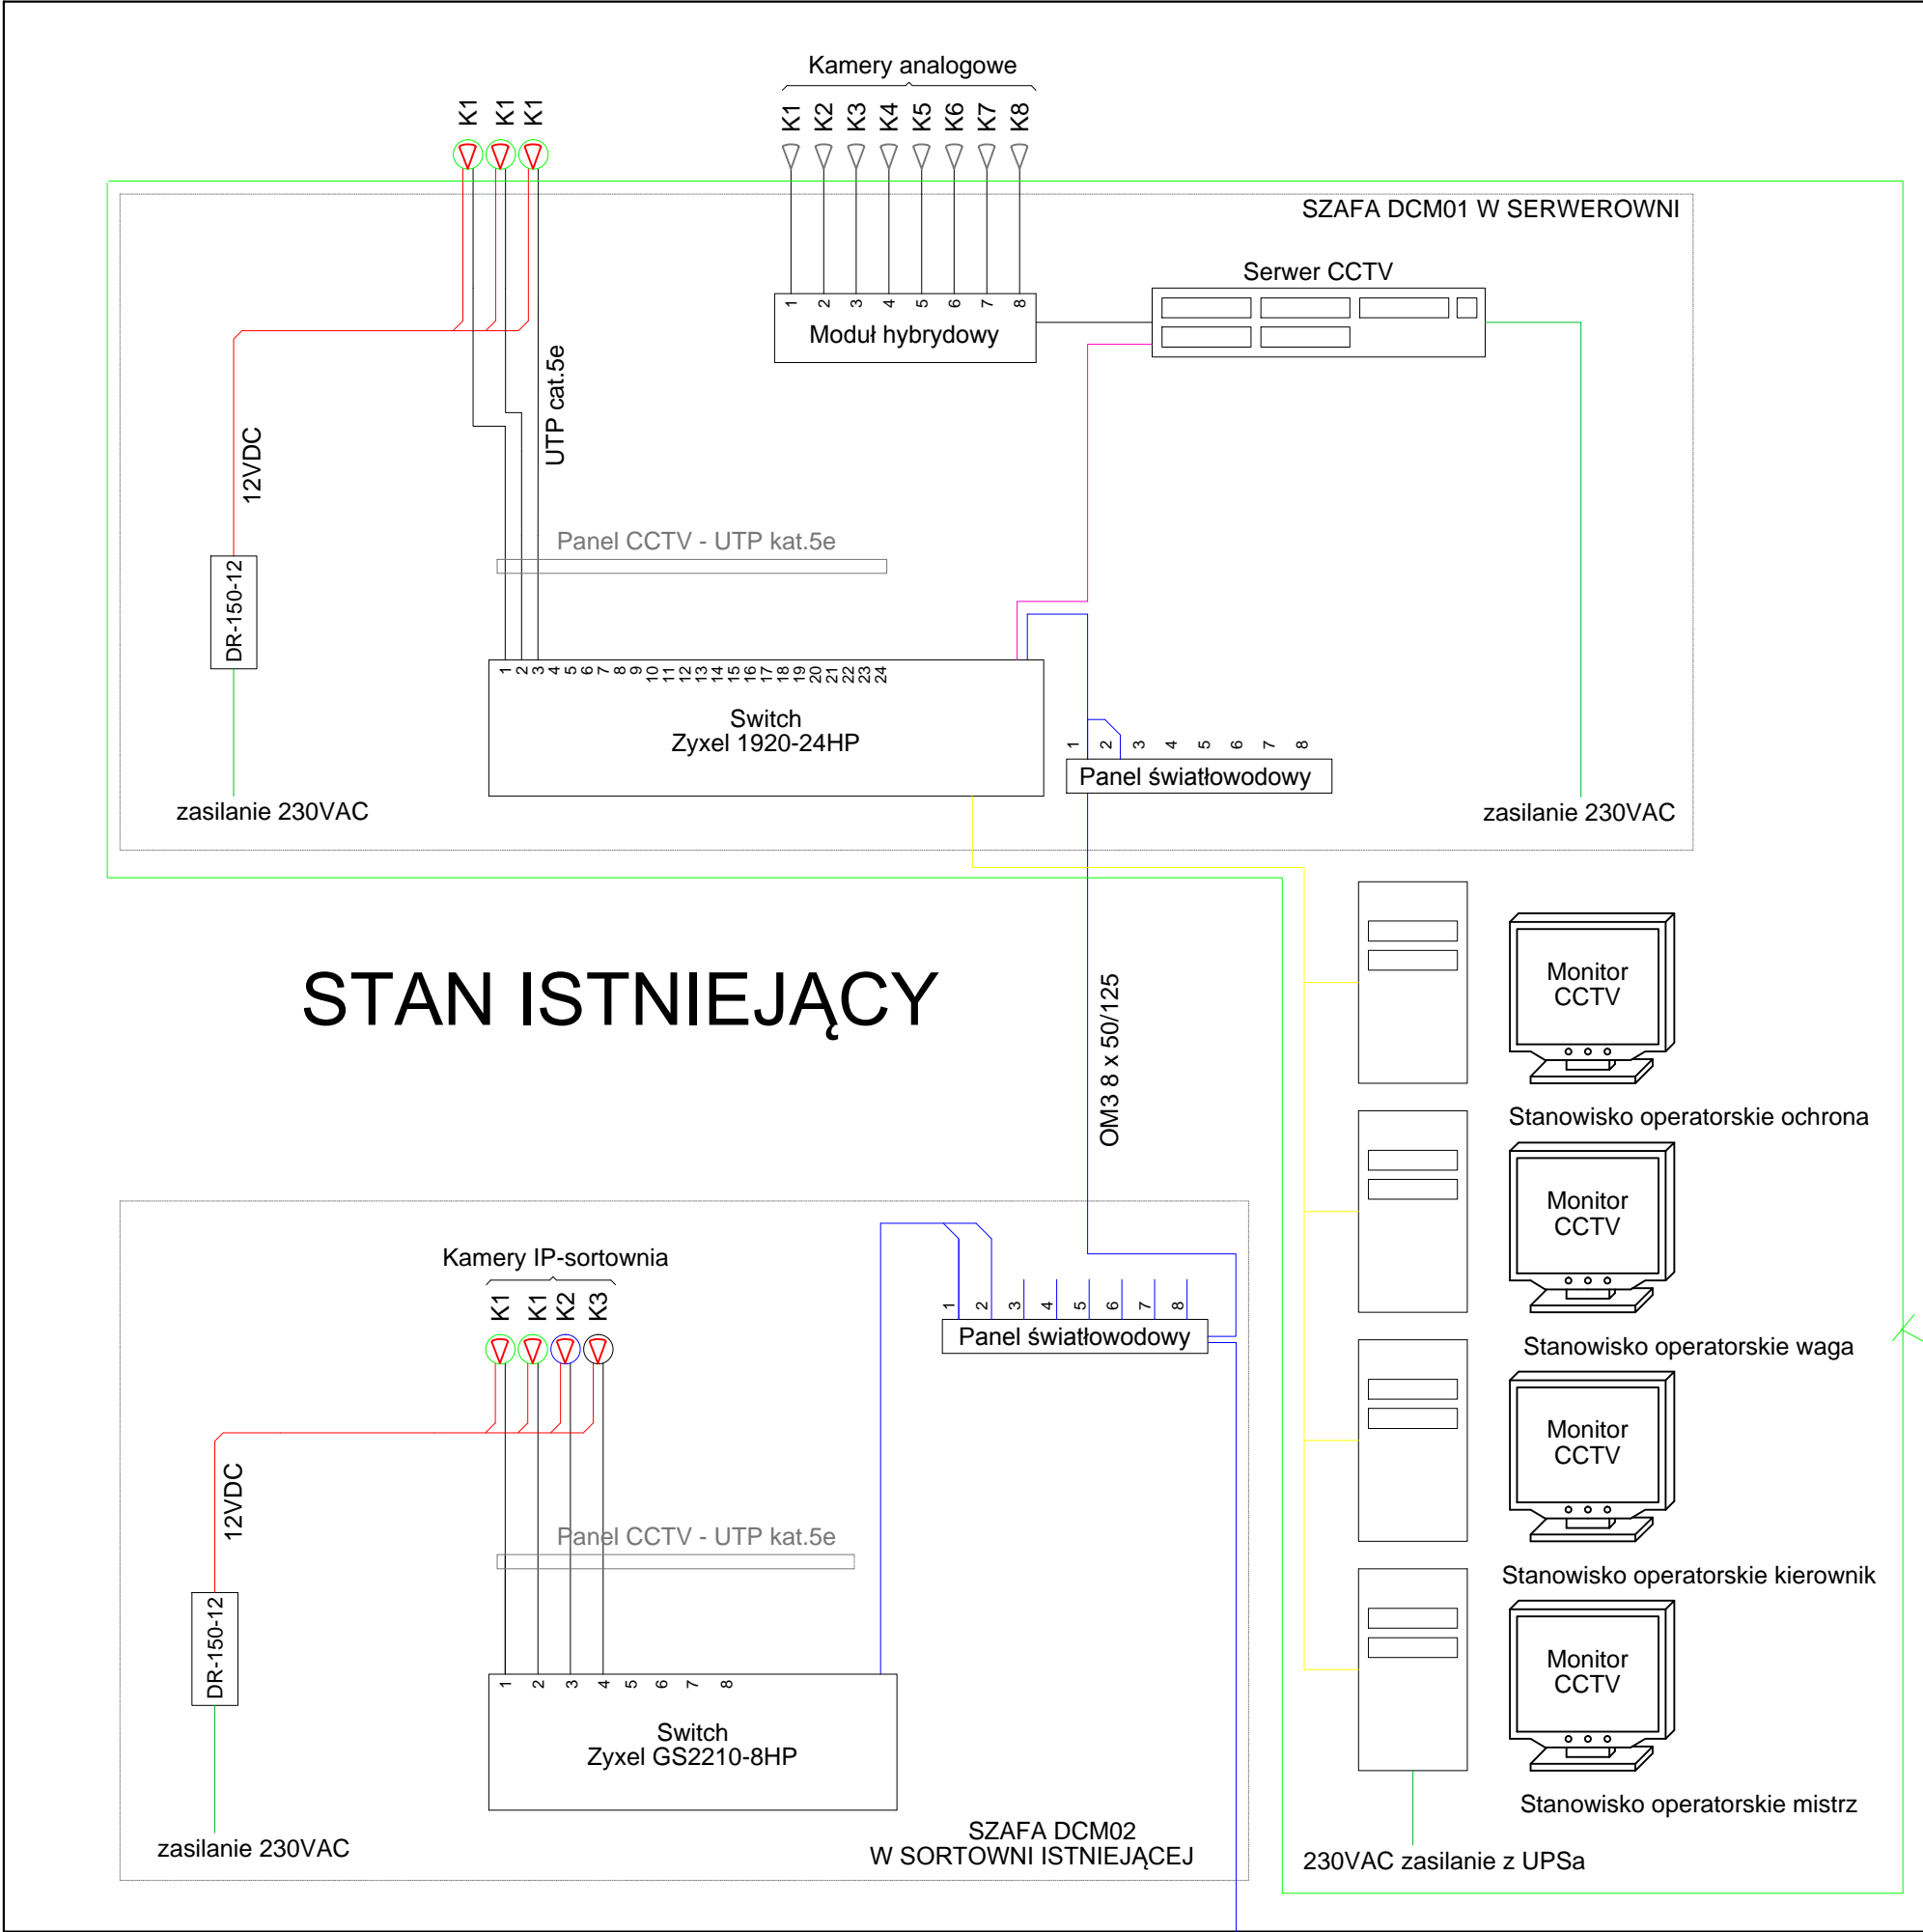 Kamery analogowe
K1 K1 K1
K1 K2 K3 K4 K5 K6 K7 K8
SZAFA DCM01 W SERWEROWNI
Serwer CCTV
1 2 3 4 5 6 7 8
Moduł hybrydowy
UTP cat.5e
12VDC
Panel CCTV - UTP kat.5e
DR-150-12
1 2 3 4 5 6 7 8 9 10 11 12 13 14 15 16 17 18 19 20 21 22 23 24
Switch
Zyxel 1920-24HP
1 2 3 4 5 6 7 8
Panel światłowodowy
zasilanie 230VAC
zasilanie 230VAC
STAN ISTNIEJĄCY
OM3 8 x 50/125
Monitor
CCTV
Stanowisko operatorskie ochrona
Monitor
CCTV
Stanowisko operatorskie waga
Monitor
CCTV
Stanowisko operatorskie kierownik
Monitor
CCTV
Stanowisko operatorskie mistrz
230VAC zasilanie z UPSa
Kamery IP-sortownia
K1 K1 K2 K3
1 2 3 4 5 6 7 8
Panel światłowodowy
12VDC
Panel CCTV - UTP kat.5e
DR-150-12
1 2 3 4 5 6 7 8
Switch
Zyxel GS2210-8HP
zasilanie 230VAC
SZAFA DCM02
W SORTOWNI ISTNIEJĄCEJ